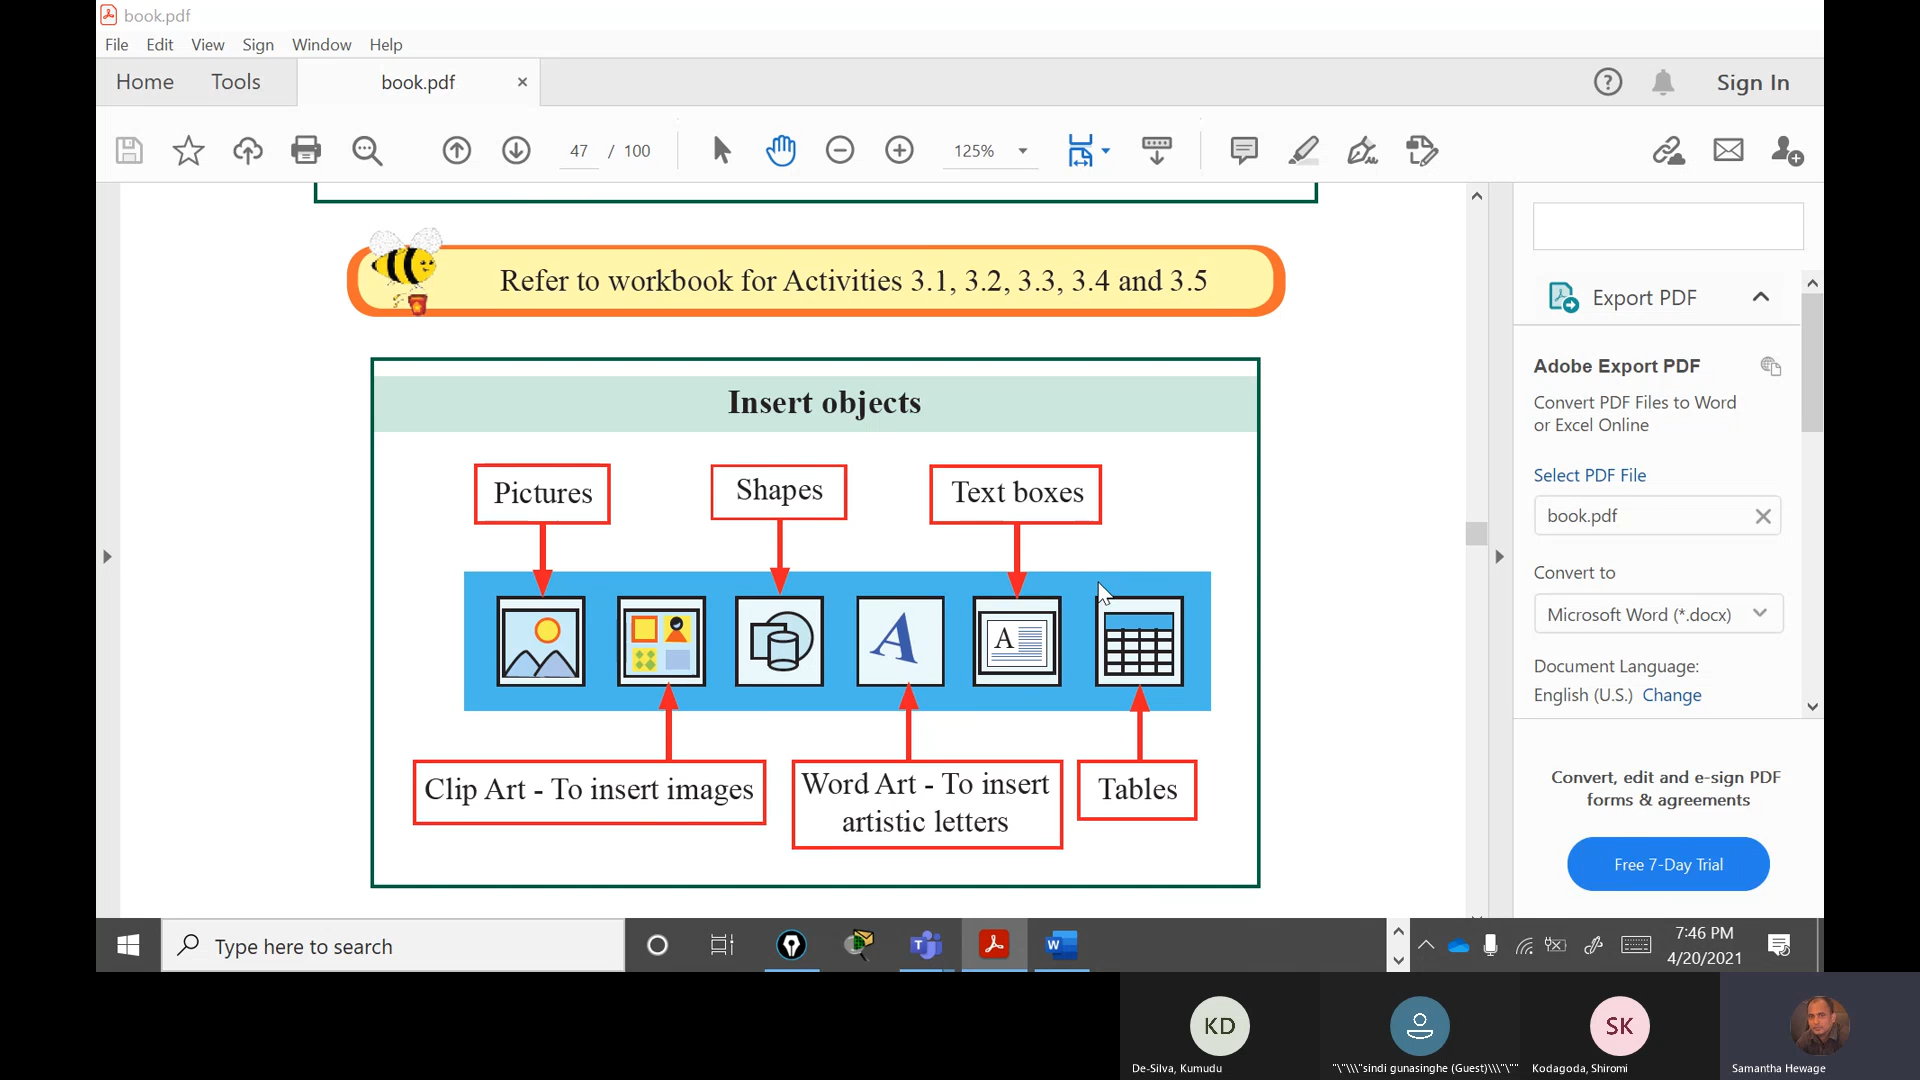 book.pdf
File Edit View Sign Window Help
Home Tools book.pdf Sign In
47 / 100 125%
Refer to workbook for Activities 3.1, 3.2, 3.3, 3.4 and 3.5
Insert objects
Pictures Shapes Text boxes
A A
Clip Art - To insert images
Word Art - To insert
artistic letters
Tables
Export PDF
Adobe Export PDF
Convert PDF Files to Word
or Excel Online
Select PDF File
book.pdf
Convert to
Microsoft Word (*.docx)
Document Language:
English (U.S.) Change
Convert, edit and e-sign PDF
forms & agreements
Free 7-Day Trial
Type here to search
7:46 PM
4/20/2021
KD SK
De-Silva, Kumudu
"\"\\\"sindi gunasinghe (Guest)\\\"\""
Kodagoda, Shiromi
Samantha Hewage